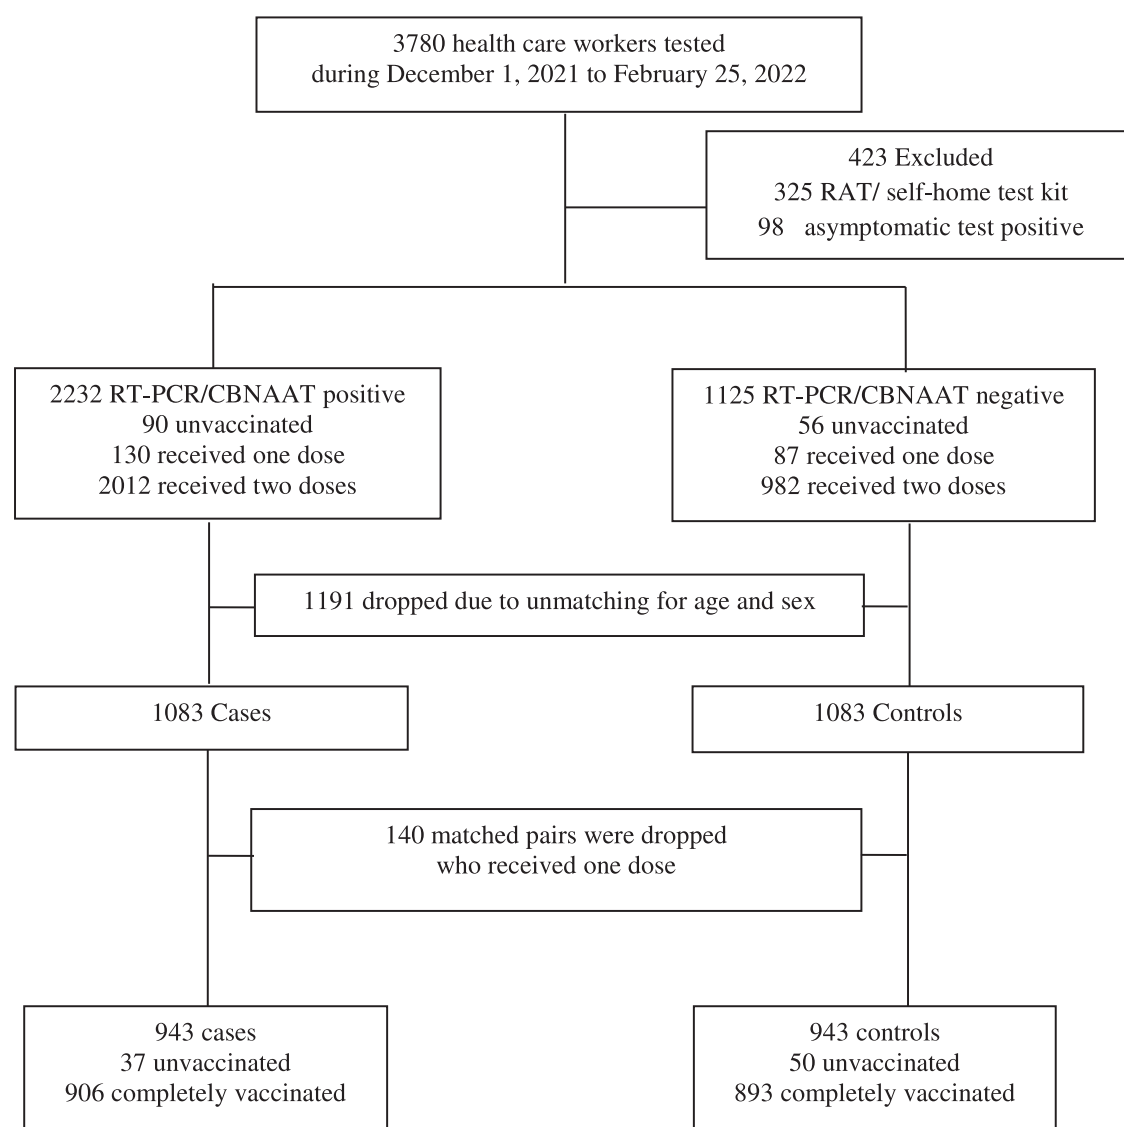 3780 health care workers tested
during December 1, 2021 to February 25, 2022
423 Excluded
325 RAT/ self-home test kit
98 asymptomatic test positive
2232 RT-PCR/CBNAAT positive
90 unvaccinated
130 received one dose
2012 received two doses
1125 RT-PCR/CBNAAT negative
56 unvaccinated
87 received one dose
982 received two doses
1191 dropped due to unmatching for age and sex
1083 Cases
1083 Controls
140 matched pairs were dropped
who received one dose
943 cases
37 unvaccinated
906 completely vaccinated
943 controls
50 unvaccinated
893 completely vaccinated